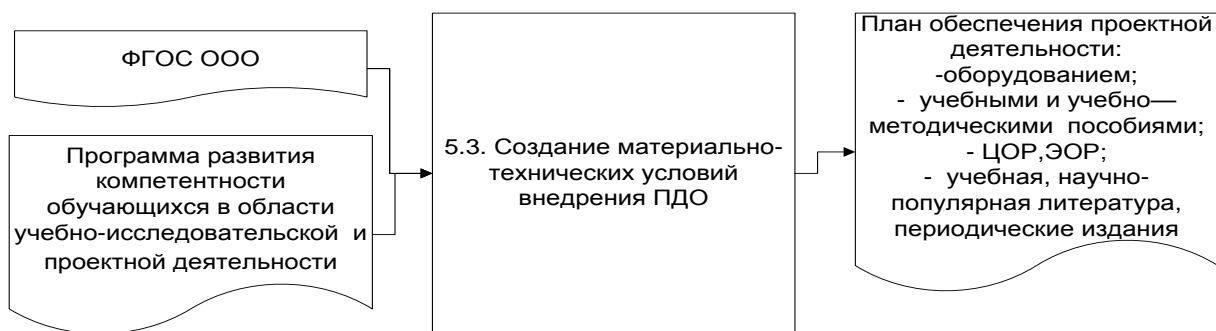 ФГОС ООО
Программа развития
компетентности
обучающихся в области
учебно-исследовательской и
проектной деятельности
5.3. Создание материально-
технических условий
внедрения ПДО
План обеспечения проектной
деятельности:
-оборудованием;
- учебными и учебно—
методическими пособиями;
- ЦОР,ЭОР;
- учебная, научно-
популярная литература,
периодические издания